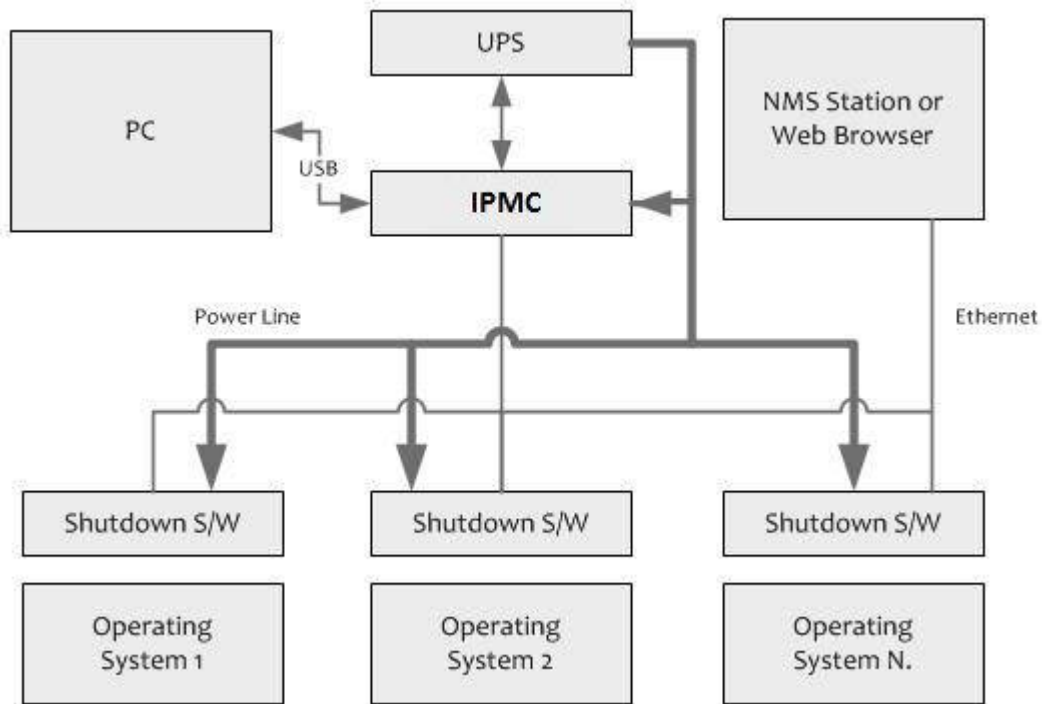 UPS
PC
NMS Station or
Web Browser
USB
IPMC
Power Line
Ethernet
Shutdown S/W
Shutdown S/W
Shutdown S/W
Operating
System 1
Operating
System 2
Operating
System N.